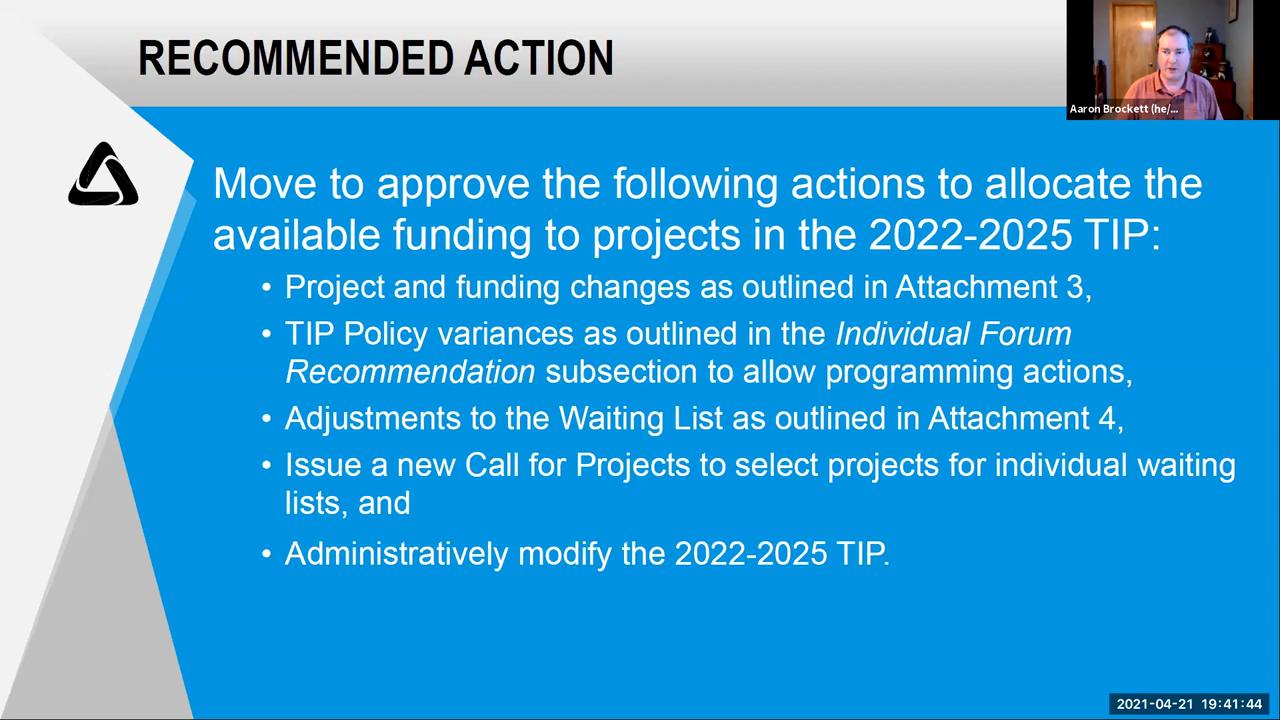 RECOMMENDED ACTION
Aaron Brockett (he/...
Move to approve the following actions to allocate the
available funding to projects in the 2022-2025 TIP:
• Project and funding changes as outlined in Attachment 3,
• TIP Policy variances as outlined in the Individual Forum
Recommendation subsection to allow programming actions,
• Adjustments to the Waiting List as outlined in Attachment 4,
• Issue a new Call for Projects to select projects for individual waiting
lists, and
• Administratively modify the 2022-2025 TIP.
2021-04-21 19:41:44